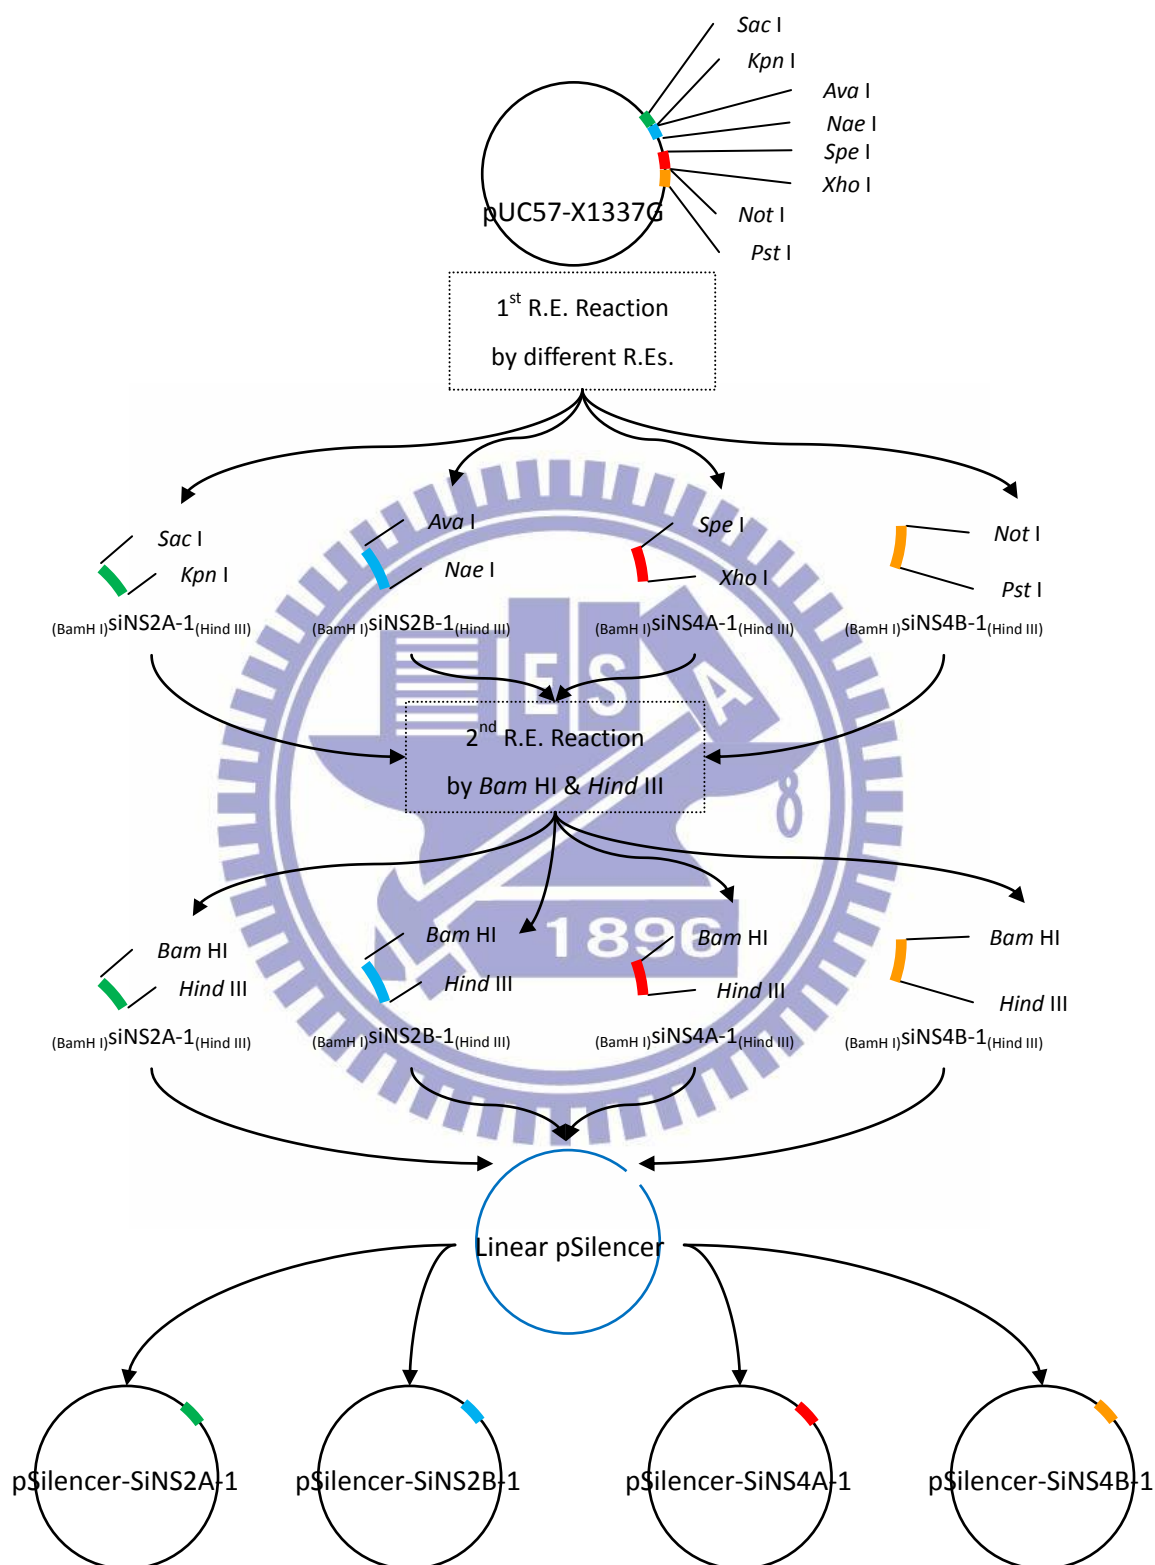 Sac I
Kpn I
Ava I
Nae I
Spe I
Xho I
Not I
Pst I
pUC57-X1337G
1st R.E. Reaction
by different R.Es.
Sac I
Kpn I
Ava I
Nae I
Spe I
Xho I
Not I
Pst I
(BamH I)siNS2A-1(Hind III)
(BamH I)siNS2B-1(Hind III)
(BamH I)siNS4A-1(Hind III)
(BamH I)siNS4B-1(Hind III)
E S A
2nd R.E. Reaction
by Bam HI & Hind III
1896
Bam HI
Hind III
Bam HI
Hind III
Bam HI
Hind III
Bam HI
Hind III
(BamH I)siNS2A-1(Hind III)
(BamH I)siNS2B-1(Hind III)
(BamH I)siNS4A-1(Hind III)
(BamH I)siNS4B-1(Hind III)
Linear pSilencer
pSilencer-SiNS2A-1
pSilencer-SiNS2B-1
pSilencer-SiNS4A-1
pSilencer-SiNS4B-1